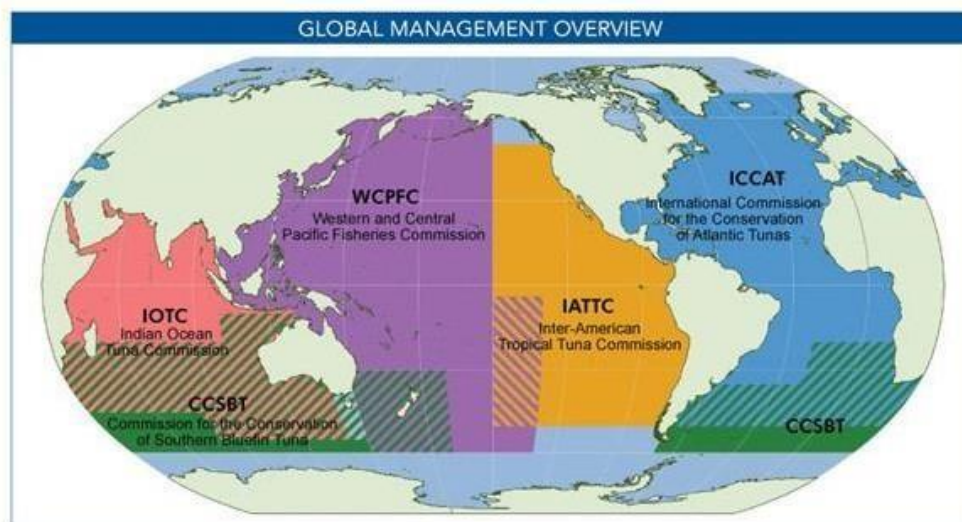 GLOBAL MANAGEMENT OVERVIEW
WCPFC
Western and Central
Pacific Fisheries Commission
ICCAT
International Commission
for the Conservation
of Atlantic Tunas
IOTC
Indian Ocean
Tuna Commission
IATTC
Inter-American
Tropical Tuna Commission
CCSBT
Commission for the Conservation
of Southern Bluefin Tuna
CCSBT